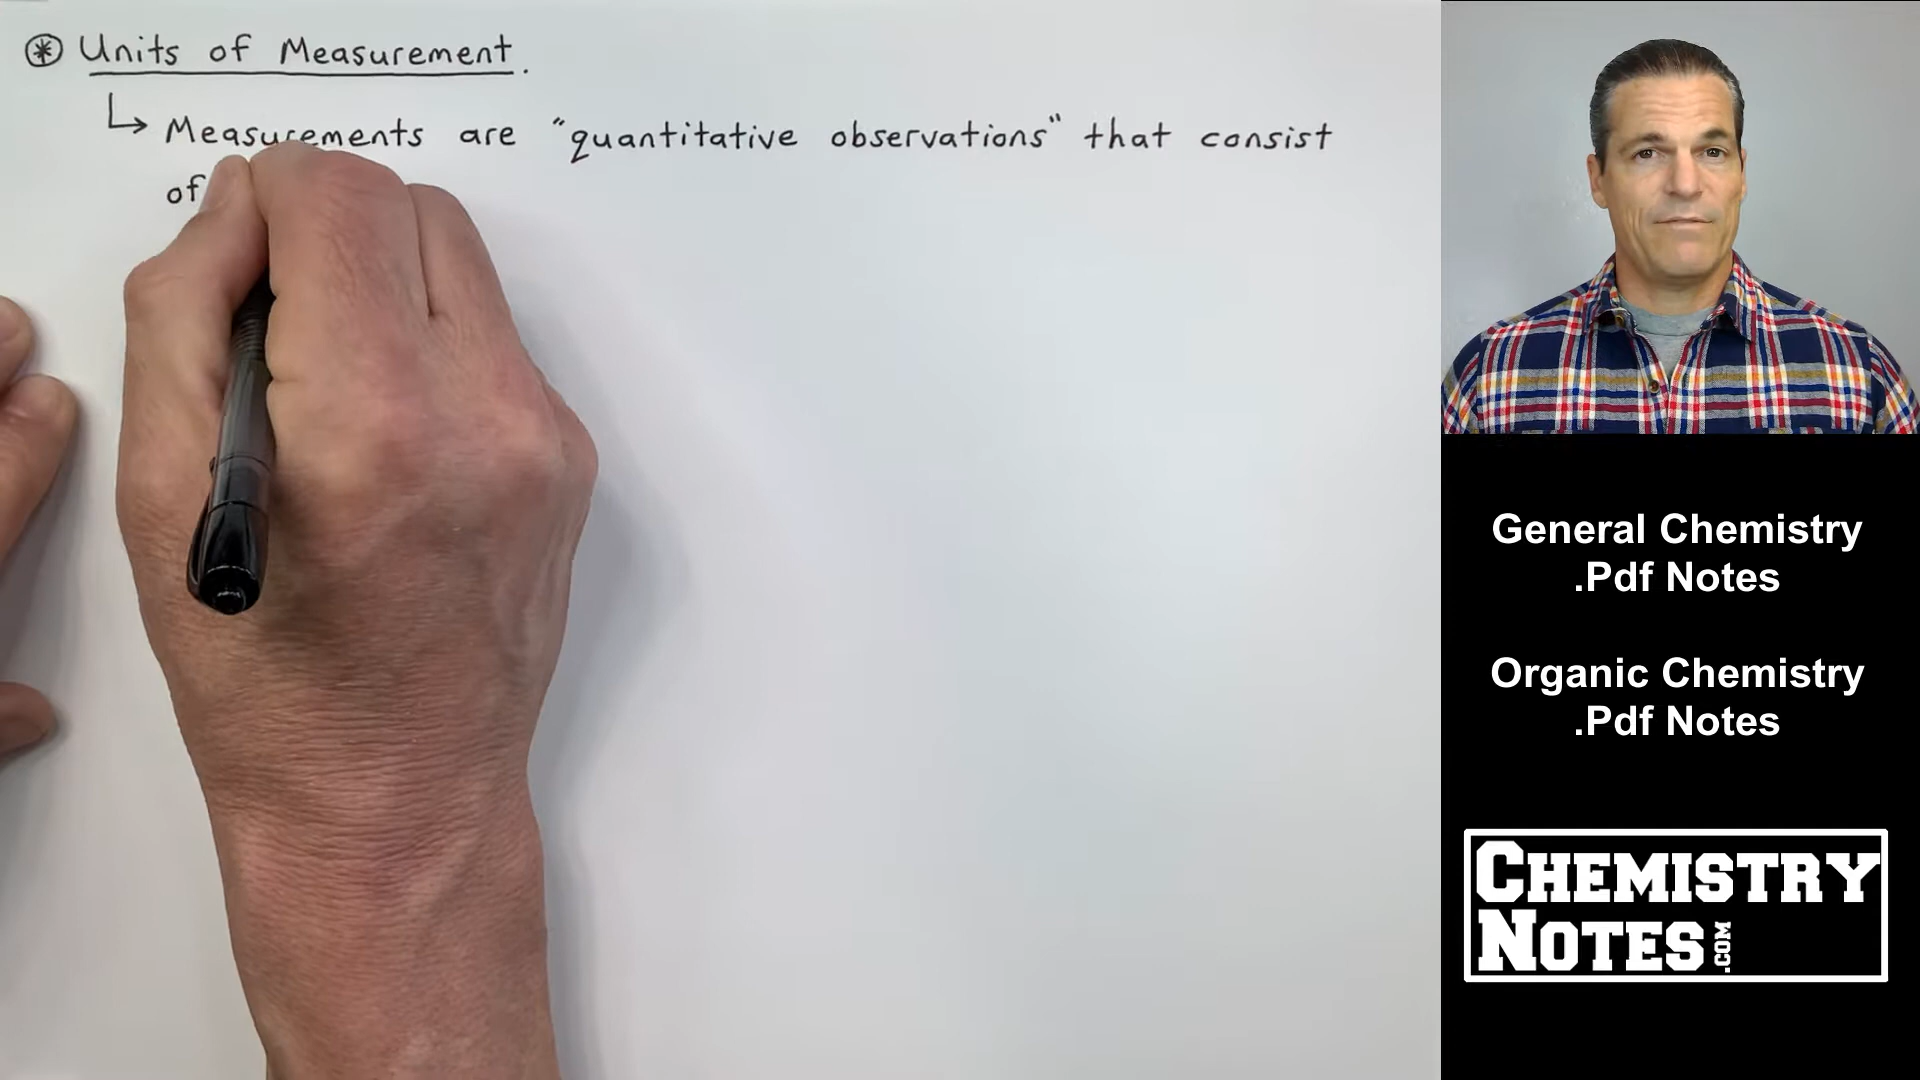 Units of Measurement.
Measurements are "quantitative observations" that consist
of
General Chemistry
.Pdf Notes
Organic Chemistry
.Pdf Notes
CHEMISTRY
NOTES.COM